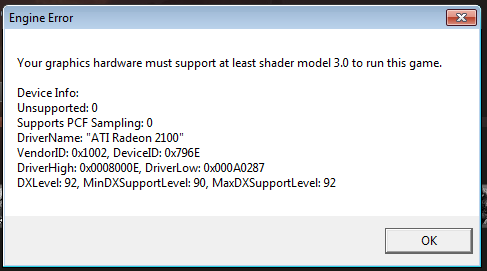 Engine Error
Your graphics hardware must support at least shader model 3.0 to run this game.
Device Info:
Unsupported: 0
Supports PCF Sampling: 0
DriverName: "ATI Radeon 2100"
VendorID: 0x1002, DeviceID: 0x796E
DriverHigh: 0x0008000E, DriverLow: 0x000A0287
DXLevel: 92, MinDXSupportLevel: 90, MaxDXSupportLevel: 92
OK